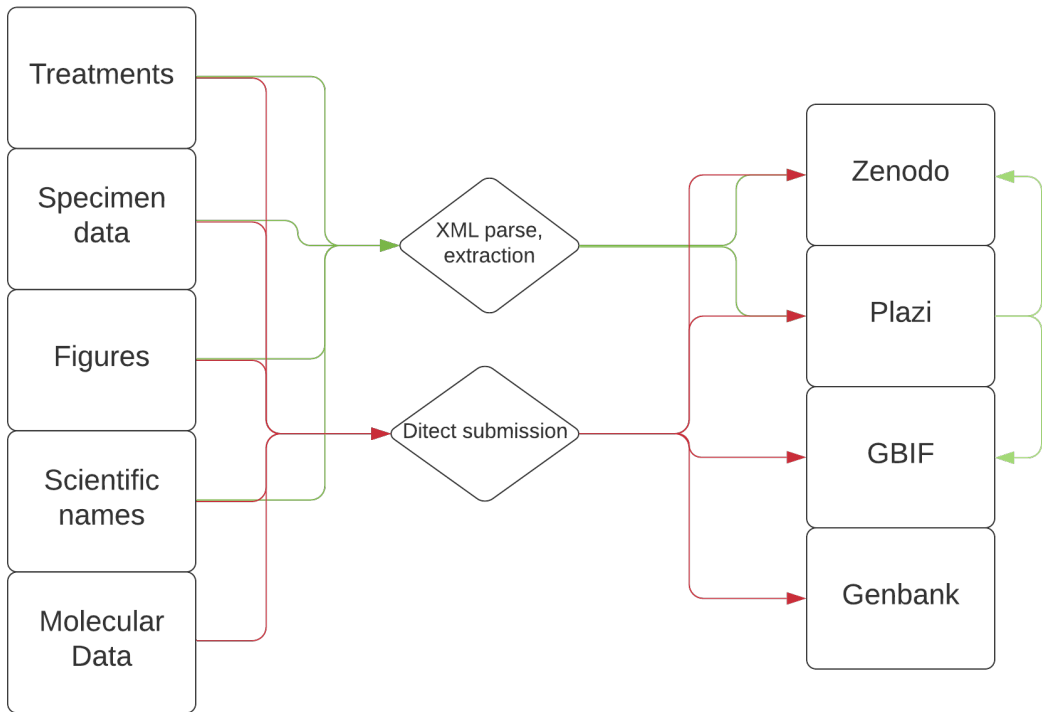 Treatments
Specimen
data
Figures
Scientific
names
Molecular
Data
XML parse,
extraction
Ditect submission
Zenodo
Plazi
GBIF
Genbank